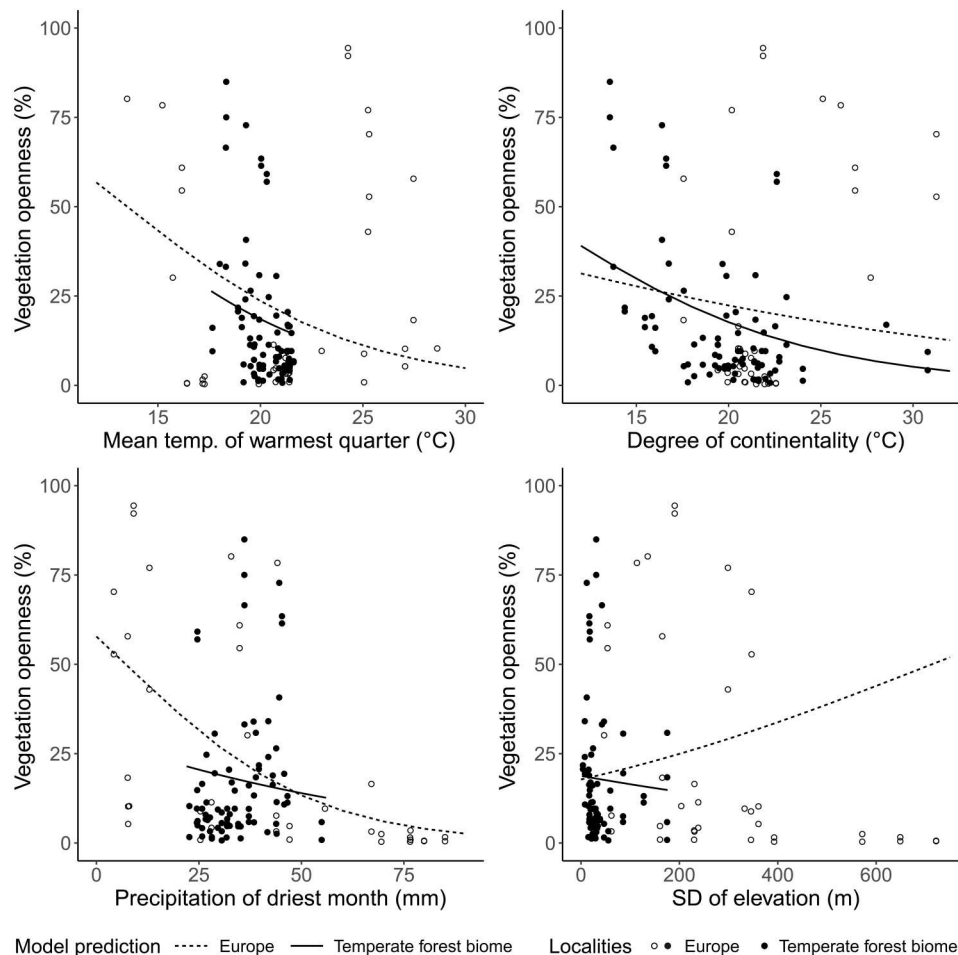 100
75
50
25
0
Vegetation openness (%)
15 20 25 30
Mean temp. of warmest quarter (°C)
100
75
50
25
0
Vegetation openness (%)
15 20 25 30
Degree of continentality (°C)
100
75
50
25
0
Vegetation openness (%)
0 25 50 75
Precipitation of driest month (mm)
100
75
50
25
0
Vegetation openness (%)
0 200 400 600
SD of elevation (m)
Model prediction Europe Temperate forest biome Localities Europe Temperate forest biome